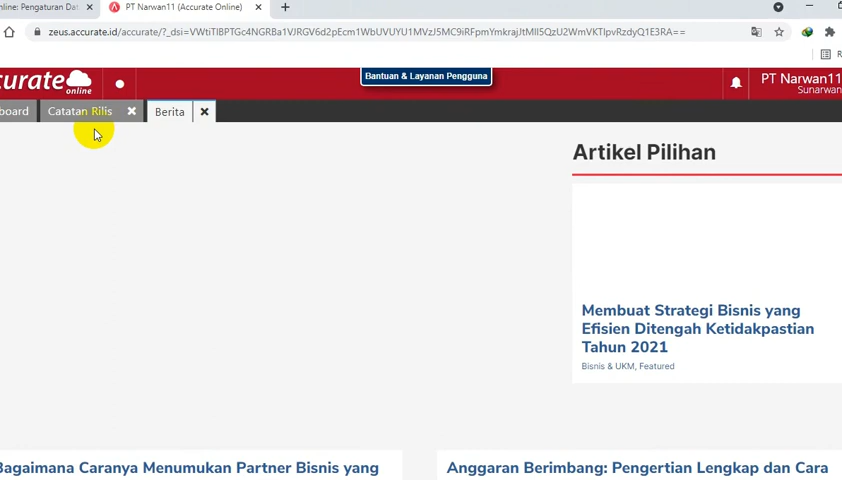 nline: Pengaturan Dat
PT Narwan11 (Accurate Online)
zeus.accurate.id/accurate/?_dsi=VWtiTlBPTGc4NGRBa1VJRGV6d2pEcm1WbUVUYU1MVzJ5MC9iRFpmYmkrajJtMll5QzU2WmVKTlpvRzdyQ1E3RA==
curate
online
Bantuan & Layanan Pengguna
PT Narwan11
Sunarwan
board
Catatan Rilis
Berita
Artikel Pilihan
Membuat Strategi Bisnis yang
Efisien Ditengah Ketidakpastian
Tahun 2021
Bisnis & UKM, Featured
Bagaimana Caranya Menumukan Partner Bisnis yang
Anggaran Berimbang: Pengertian Lengkap dan Cara